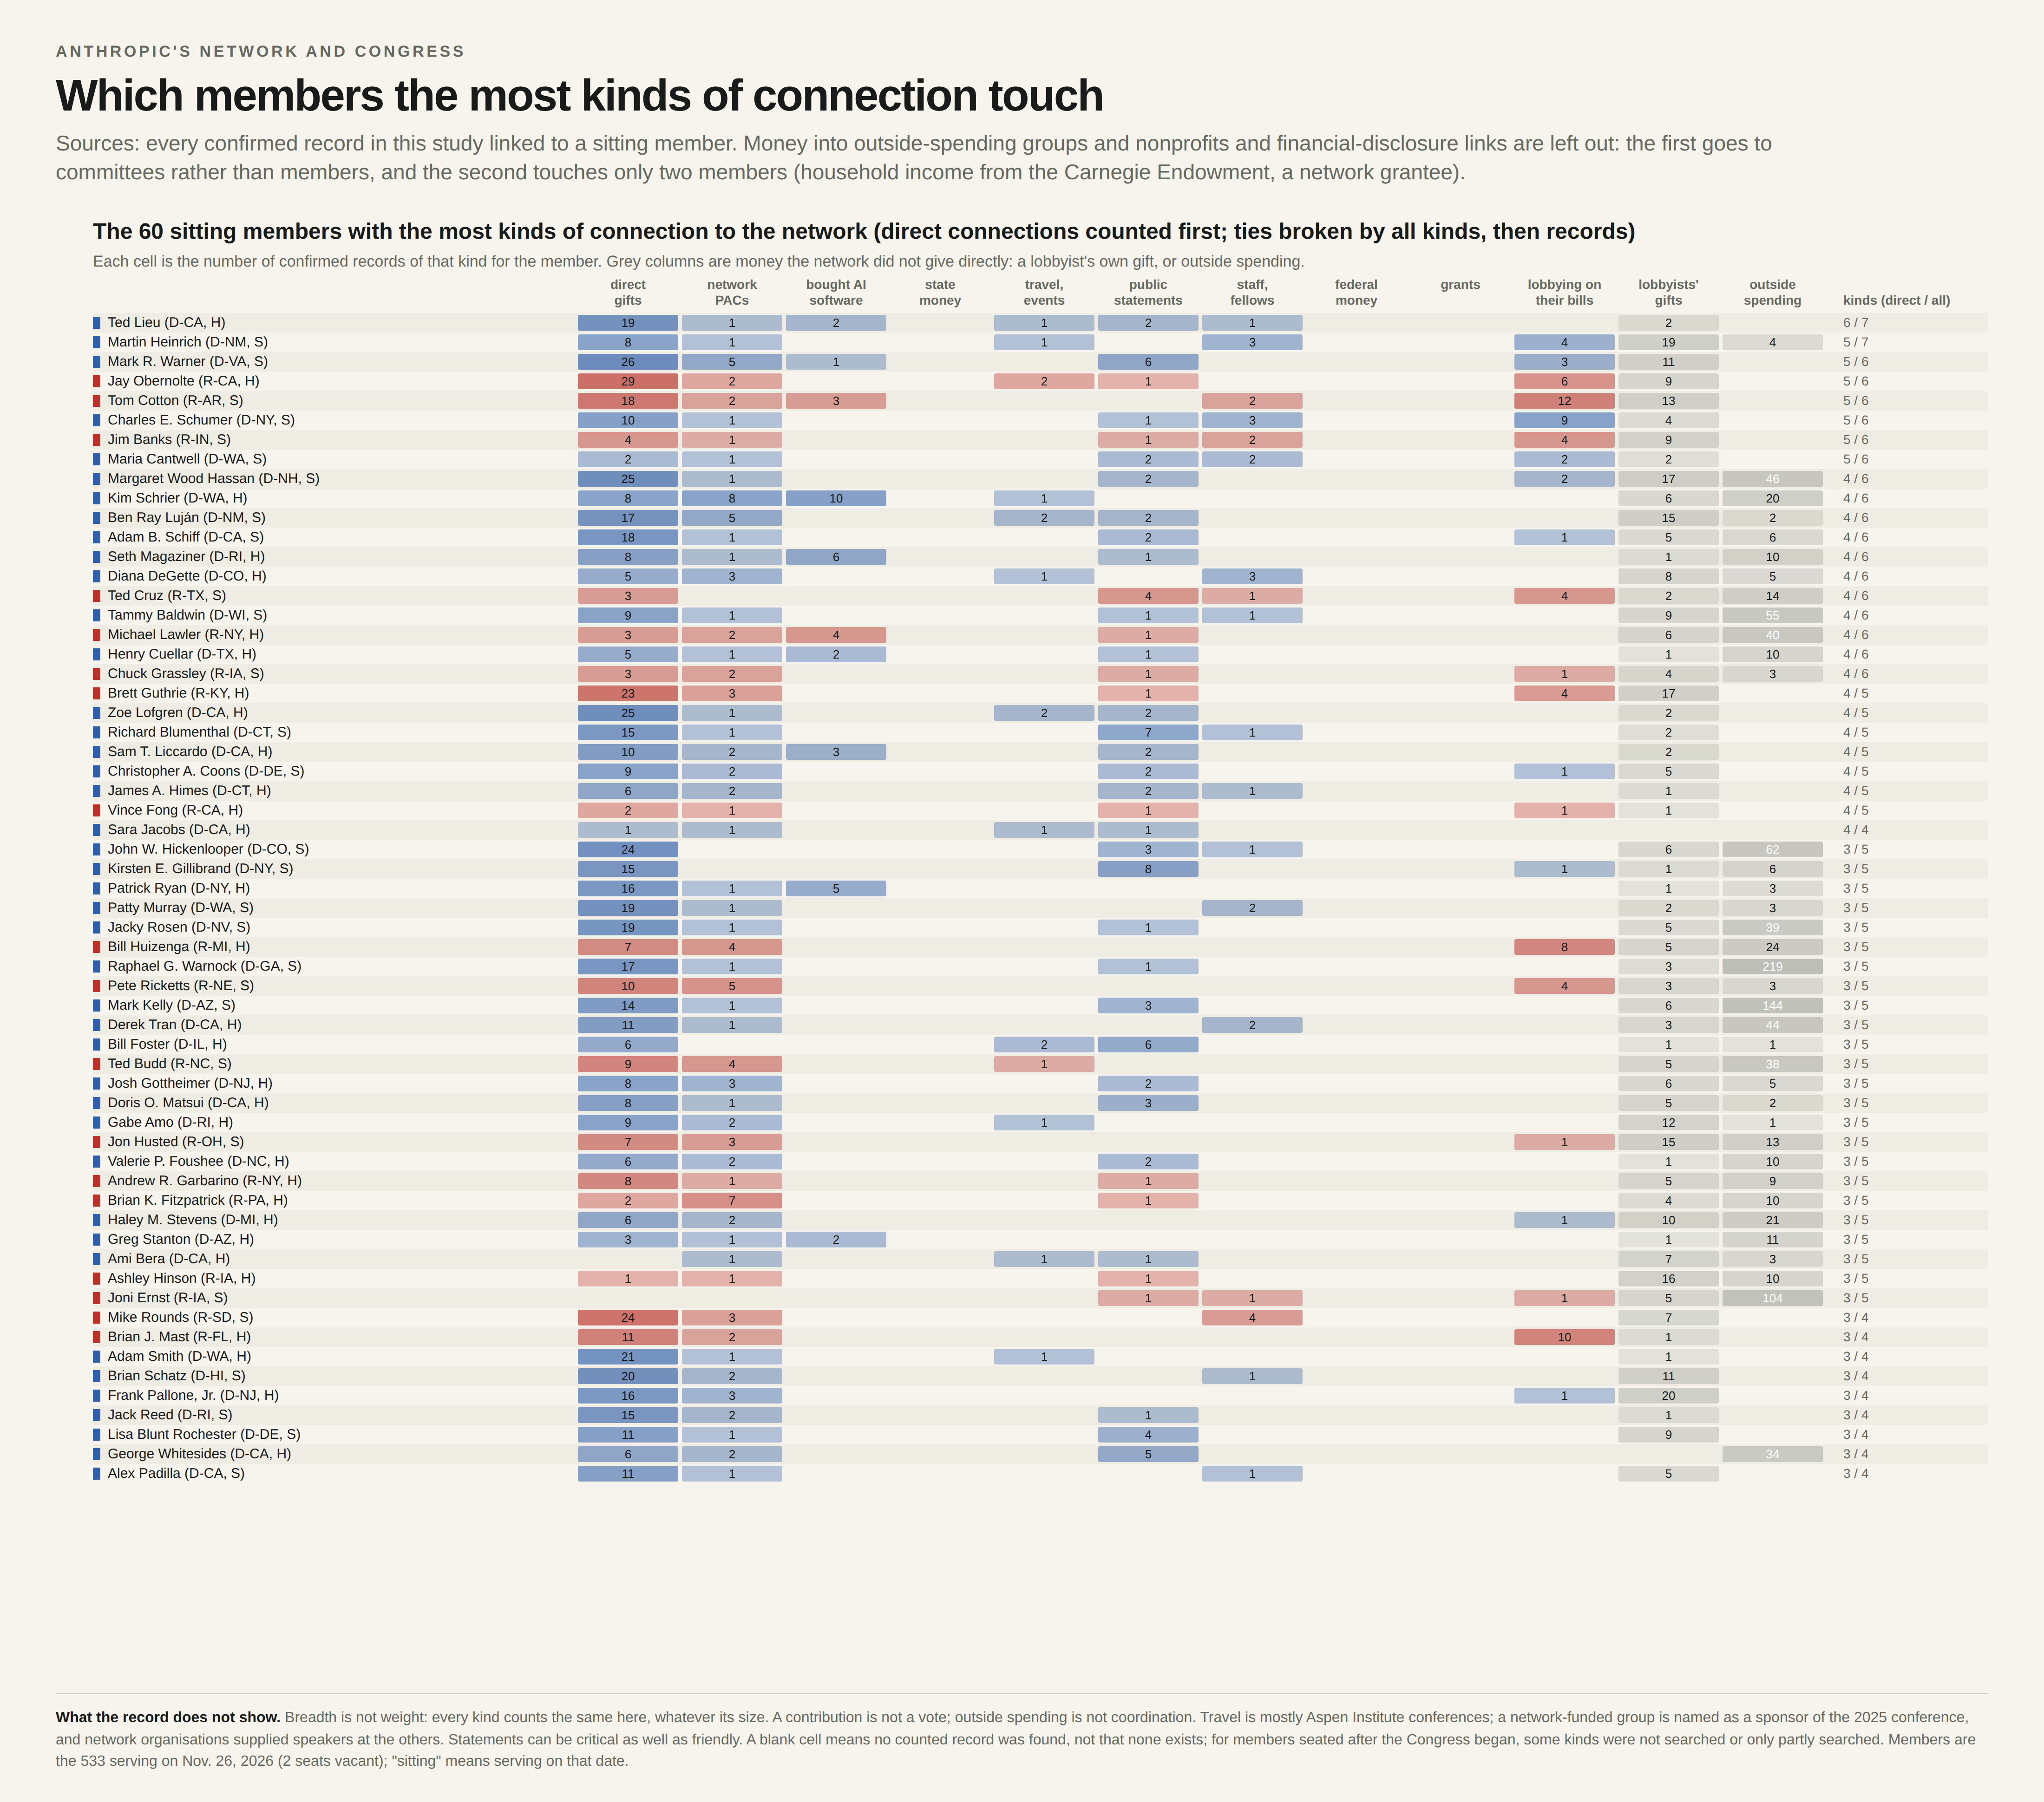 ANTHROPIC'S NETWORK AND CONGRESS
Which members the most kinds of connection touch
Sources: every confirmed record in this study linked to a sitting member. Money into outside-spending groups and nonprofits and financial-disclosure links are left out: the first goes to
committees rather than members, and the second touches only two members (household income from the Carnegie Endowment, a network grantee).
The 60 sitting members with the most kinds of connection to the network (direct connections counted first; ties broken by all kinds, then records)
Each cell is the number of confirmed records of that kind for the member. Grey columns are money the network did not give directly: a lobbyist's own gift, or outside spending.
direct network bought AI state travel, public staff, federal grants lobbying on lobbyists' outside
gifts PACs software money events statements fellows money their bills gifts spending kinds (direct / all)
Ted Lieu (D-CA, H) 19 1 2 1 2 1 2 6 / 7
Martin Heinrich (D-NM, S) 8 1 1 3 4 19 4 5 / 7
Mark R. Warner (D-VA, S) 26 5 1 6 3 11 5 / 6
Jay Obernolte (R-CA, H) 29 2 2 1 6 9 5 / 6
Tom Cotton (R-AR, S) 18 2 3 2 12 13 5 / 6
Charles E. Schumer (D-NY, S) 10 1 1 3 9 4 5 / 6
Jim Banks (R-IN, S) 4 1 1 2 4 9 5 / 6
Maria Cantwell (D-WA, S) 2 1 2 2 2 2 5 / 6
Margaret Wood Hassan (D-NH, S) 25 1 2 2 17 46 4 / 6
Kim Schrier (D-WA, H) 8 8 10 1 6 20 4 / 6
Ben Ray Luján (D-NM, S) 17 5 2 2 15 2 4 / 6
Adam B. Schiff (D-CA, S) 18 1 2 1 5 6 4 / 6
Seth Magaziner (D-RI, H) 8 1 6 1 1 10 4 / 6
Diana DeGette (D-CO, H) 5 3 1 3 8 5 4 / 6
Ted Cruz (R-TX, S) 3 4 1 4 2 14 4 / 6
Tammy Baldwin (D-WI, S) 9 1 1 1 9 55 4 / 6
Michael Lawler (R-NY, H) 3 2 4 1 6 40 4 / 6
Henry Cuellar (D-TX, H) 5 1 2 1 1 10 4 / 6
Chuck Grassley (R-IA, S) 3 2 1 1 4 3 4 / 6
Brett Guthrie (R-KY, H) 23 3 1 4 17 4 / 5
Zoe Lofgren (D-CA, H) 25 1 2 2 2 4 / 5
Richard Blumenthal (D-CT, S) 15 1 7 1 2 4 / 5
Sam T. Liccardo (D-CA, H) 10 2 3 2 2 4 / 5
Christopher A. Coons (D-DE, S) 9 2 2 1 5 4 / 5
James A. Himes (D-CT, H) 6 2 2 1 1 4 / 5
Vince Fong (R-CA, H) 2 1 1 1 1 4 / 5
Sara Jacobs (D-CA, H) 1 1 1 1 4 / 4
John W. Hickenlooper (D-CO, S) 24 3 1 6 62 3 / 5
Kirsten E. Gillibrand (D-NY, S) 15 8 1 1 6 3 / 5
Patrick Ryan (D-NY, H) 16 1 5 1 3 3 / 5
Patty Murray (D-WA, S) 19 1 2 2 3 3 / 5
Jacky Rosen (D-NV, S) 19 1 1 5 39 3 / 5
Bill Huizenga (R-MI, H) 7 4 8 5 24 3 / 5
Raphael G. Warnock (D-GA, S) 17 1 1 3 219 3 / 5
Pete Ricketts (R-NE, S) 10 5 4 3 3 3 / 5
Mark Kelly (D-AZ, S) 14 1 3 6 144 3 / 5
Derek Tran (D-CA, H) 11 1 2 3 44 3 / 5
Bill Foster (D-IL, H) 6 2 6 1 1 3 / 5
Ted Budd (R-NC, S) 9 4 1 5 38 3 / 5
Josh Gottheimer (D-NJ, H) 8 3 2 6 5 3 / 5
Doris O. Matsui (D-CA, H) 8 1 3 5 2 3 / 5
Gabe Amo (D-RI, H) 9 2 1 12 1 3 / 5
Jon Husted (R-OH, S) 7 3 1 15 13 3 / 5
Valerie P. Foushee (D-NC, H) 6 2 2 1 10 3 / 5
Andrew R. Garbarino (R-NY, H) 8 1 1 5 9 3 / 5
Brian K. Fitzpatrick (R-PA, H) 2 7 1 4 10 3 / 5
Haley M. Stevens (D-MI, H) 6 2 1 10 21 3 / 5
Greg Stanton (D-AZ, H) 3 1 2 1 11 3 / 5
Ami Bera (D-CA, H) 1 1 1 7 3 3 / 5
Ashley Hinson (R-IA, H) 1 1 1 16 10 3 / 5
Joni Ernst (R-IA, S) 1 1 1 5 104 3 / 5
Mike Rounds (R-SD, S) 24 3 4 7 3 / 4
Brian J. Mast (R-FL, H) 11 2 10 1 3 / 4
Adam Smith (D-WA, H) 21 1 1 1 3 / 4
Brian Schatz (D-HI, S) 20 2 1 11 3 / 4
Frank Pallone, Jr. (D-NJ, H) 16 3 1 20 3 / 4
Jack Reed (D-RI, S) 15 2 1 1 3 / 4
Lisa Blunt Rochester (D-DE, S) 11 1 4 9 3 / 4
George Whitesides (D-CA, H) 6 2 5 34 3 / 4
Alex Padilla (D-CA, S) 11 1 1 5 3 / 4
What the record does not show. Breadth is not weight: every kind counts the same here, whatever its size. A contribution is not a vote; outside spending is not coordination. Travel is mostly Aspen Institute conferences; a network-funded group is named as a sponsor of the 2025 conference,
and network organisations supplied speakers at the others. Statements can be critical as well as friendly. A blank cell means no counted record was found, not that none exists; for members seated after the Congress began, some kinds were not searched or only partly searched. Members are
the 533 serving on Nov. 26, 2026 (2 seats vacant); "sitting" means serving on that date.